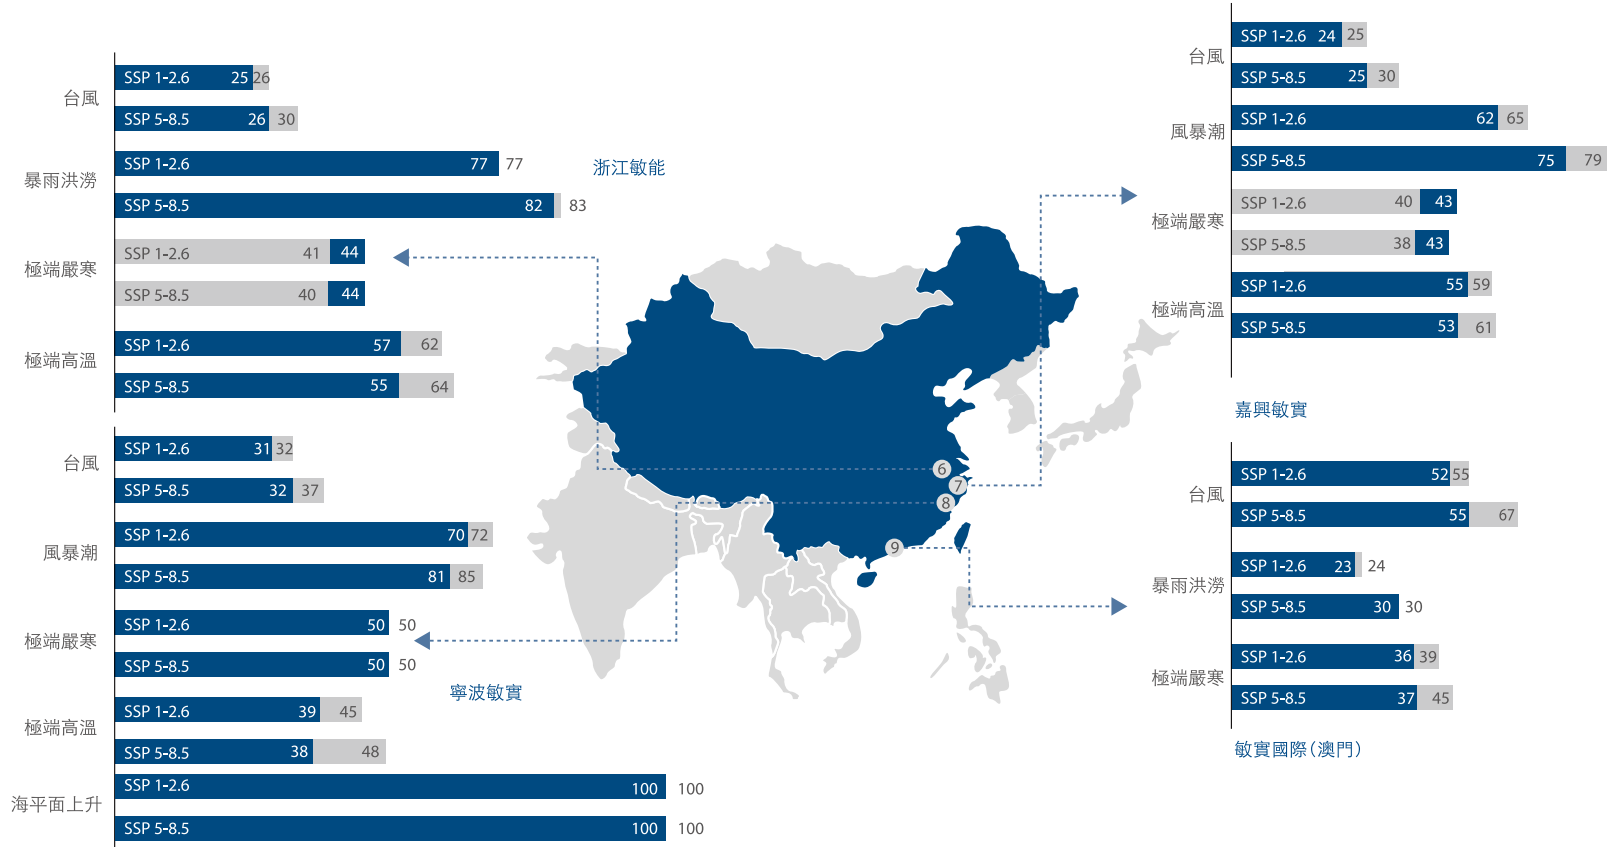 台風
SSP 1-2.6 25 26
SSP 5-8.5 26 30
暴雨洪澇
SSP 1-2.6 77 77
SSP 5-8.5 82 83
極端嚴寒
SSP 1-2.6 41 44
SSP 5-8.5 40 44
極端高溫
SSP 1-2.6 57 62
SSP 5-8.5 55 64
浙江敏能
台風
SSP 1-2.6 31 32
SSP 5-8.5 32 37
風暴潮
SSP 1-2.6 70 72
SSP 5-8.5 81 85
極端嚴寒
SSP 1-2.6 50 50
SSP 5-8.5 50 50
極端高溫
SSP 1-2.6 39 45
SSP 5-8.5 38 48
海平面上升
SSP 1-2.6 100 100
SSP 5-8.5 100 100
寧波敏實
6
7
8
9
台風
SSP 1-2.6 24 25
SSP 5-8.5 25 30
風暴潮
SSP 1-2.6 62 65
SSP 5-8.5 75 79
極端嚴寒
SSP 1-2.6 40 43
SSP 5-8.5 38 43
極端高溫
SSP 1-2.6 55 59
SSP 5-8.5 53 61
嘉興敏實
台風
SSP 1-2.6 52 55
SSP 5-8.5 55 67
暴雨洪澇
SSP 1-2.6 23 24
SSP 5-8.5 30 30
極端嚴寒
SSP 1-2.6 36 39
SSP 5-8.5 37 45
敏實國際（澳門）